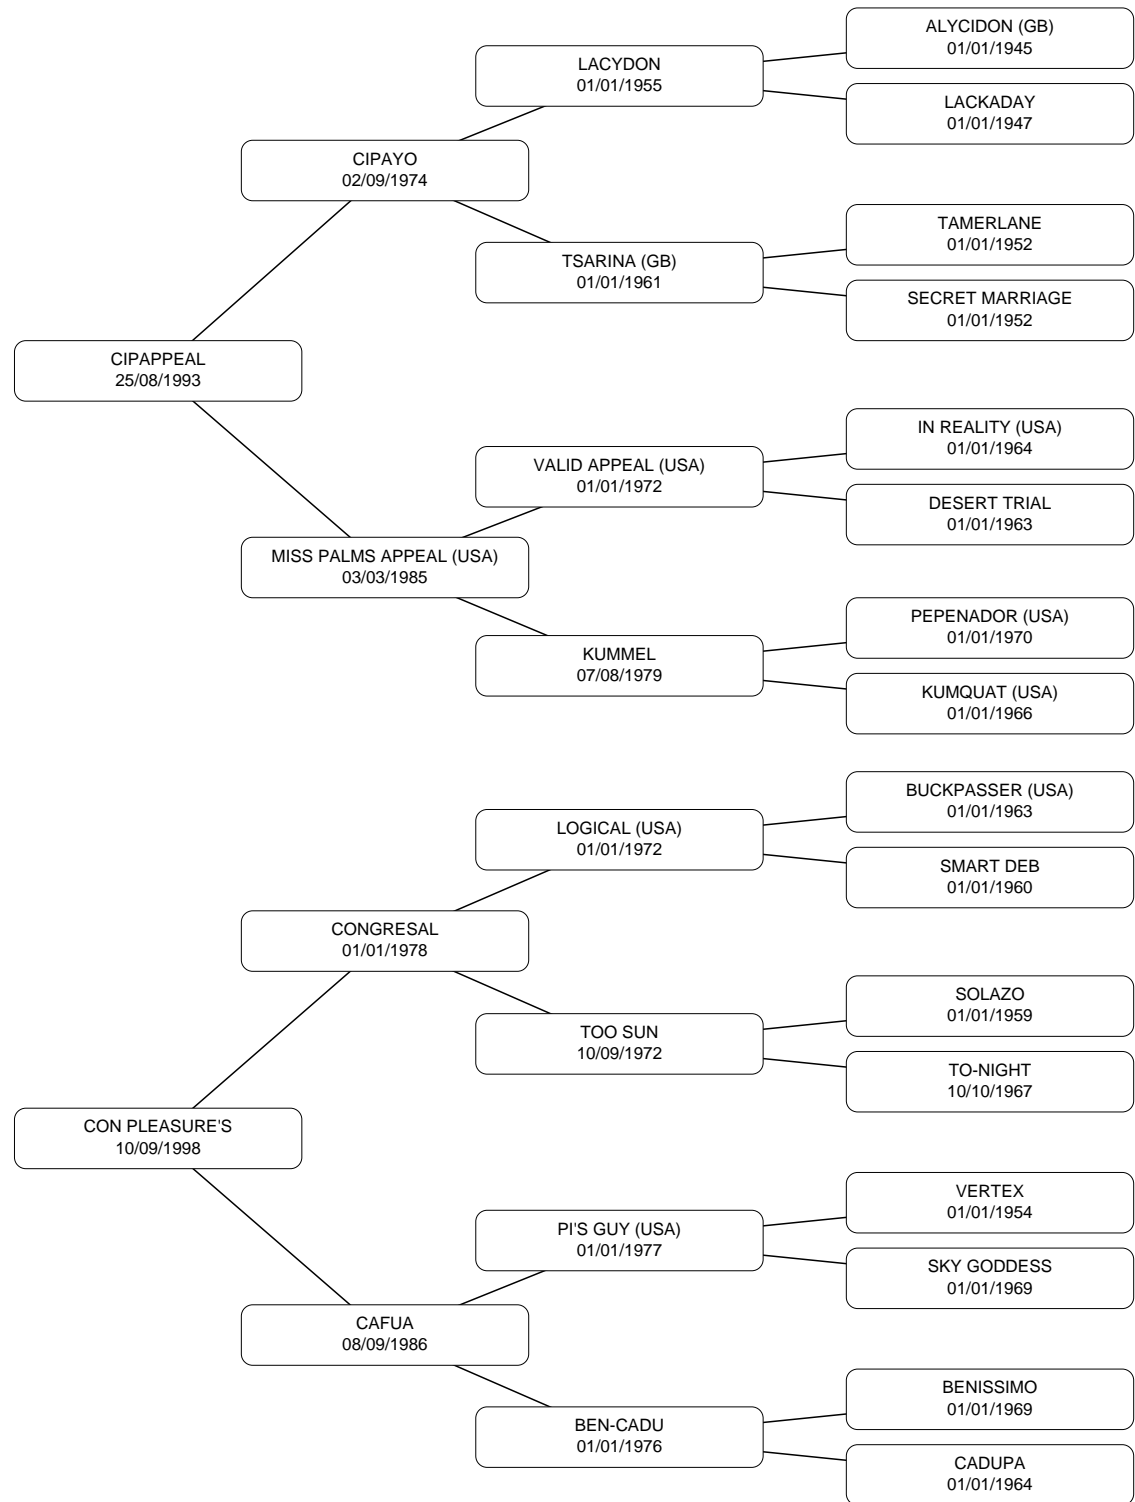 ALYCIDON (GB)
01/01/1945
LACYDON
01/01/1955
LACKADAY
01/01/1947
CIPAYO
02/09/1974
TAMERLANE
01/01/1952
TSARINA (GB)
01/01/1961
SECRET MARRIAGE
01/01/1952
CIPAPPEAL
25/08/1993
IN REALITY (USA)
01/01/1964
VALID APPEAL (USA)
01/01/1972
DESERT TRIAL
01/01/1963
MISS PALMS APPEAL (USA)
03/03/1985
PEPENADOR (USA)
01/01/1970
KUMMEL
07/08/1979
KUMQUAT (USA)
01/01/1966
BUCKPASSER (USA)
01/01/1963
LOGICAL (USA)
01/01/1972
SMART DEB
01/01/1960
CONGRESAL
01/01/1978
SOLAZO
01/01/1959
TOO SUN
10/09/1972
TO-NIGHT
10/10/1967
CON PLEASURE'S
10/09/1998
VERTEX
01/01/1954
PI'S GUY (USA)
01/01/1977
SKY GODDESS
01/01/1969
CAFUA
08/09/1986
BENISSIMO
01/01/1969
BEN-CADU
01/01/1976
CADUPA
01/01/1964